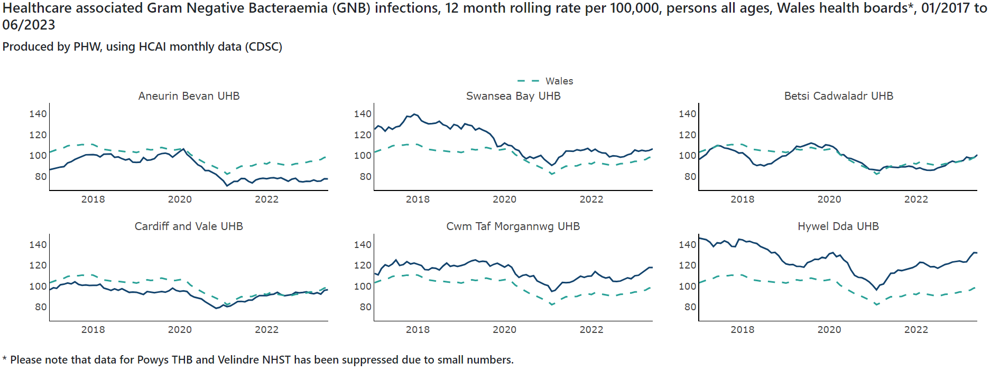 Healthcare associated Gram Negative Bacteraemia (GNB) infections, 12 month rolling rate per 100,000, persons all ages, Wales health boards*, 01/2017 to
06/2023
Produced by PHW, using HCAI monthly data (CDSC)
Wales
Aneurin Bevan UHB
140
120
100
80
2018 2020 2022
Swansea Bay UHB
140
120
100
80
2018 2020 2022
Betsi Cadwaladr UHB
140
120
100
80
2018 2020 2022
Cardiff and Vale UHB
140
120
100
80
2018 2020 2022
Cwm Taf Morgannwg UHB
140
120
100
80
2018 2020 2022
Hywel Dda UHB
140
120
100
80
2018 2020 2022
* Please note that data for Powys THB and Velindre NHST has been suppressed due to small numbers.